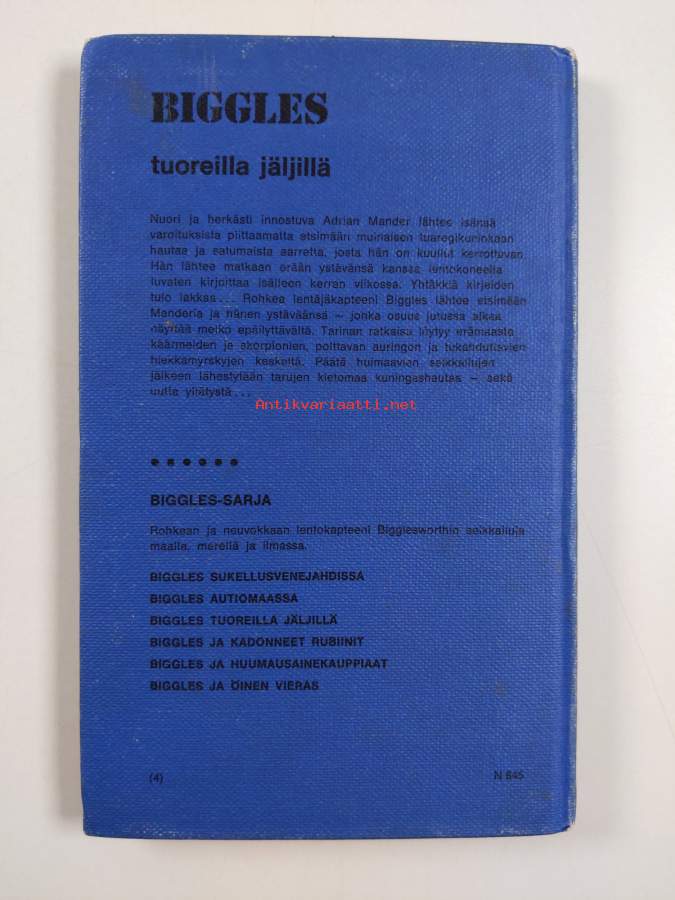 BIGGLES
tuoreilla jäljillä
Nuori ja herkästi innostuva Adrian Mander lähtee isänsä
varoituksista piittaamatta etsimään muinaisen tuaregikuninkaan
hautaa ja satumaista aarretta, josta hän on kuullut kerrottavan.
Hän lähtee matkaan erään ystävänsä kanssa lentokoneella
luvaten kirjoittaa isälleen kerran viikossa. Yhtäkkiä kirjeiden
tulo lakkaa... Rohkea lentäjäkapteeni Biggles lähtee etsimään
Manderia ja hänen ystäväänsä – jonka osuus jutussa alkaa
näyttää melko epäilyttävältä. Tarinan ratkaisu löytyy erämaasta
käärmeiden ja skorpionien, polttavan auringon ja tukahduttavien
hiekkamyrskyjen keskeltä. Päätä huimaavien seikkailujen
jälkeen lähestytään tarujen kietomaa kuningashautaa – sekä
uutta yllätystä...
Antikvariaatti.net
● ● ● ● ● ●
BIGGLES-SARJA
Rohkean ja neuvokkaan lentokapteeni Bigglesworthin seikkailuja
maalla, merellä ja ilmassa.
BIGGLES SUKELLUSVENEJAHDISSA
BIGGLES AUTIOMAASSA
BIGGLES TUOREILLA JÄLJILLÄ
BIGGLES JA KADONNEET RUBIINIT
BIGGLES JA HUUMAUSAINEKAUPPIAAT
BIGGLES JA ÖINEN VIERAS
(4) N 845